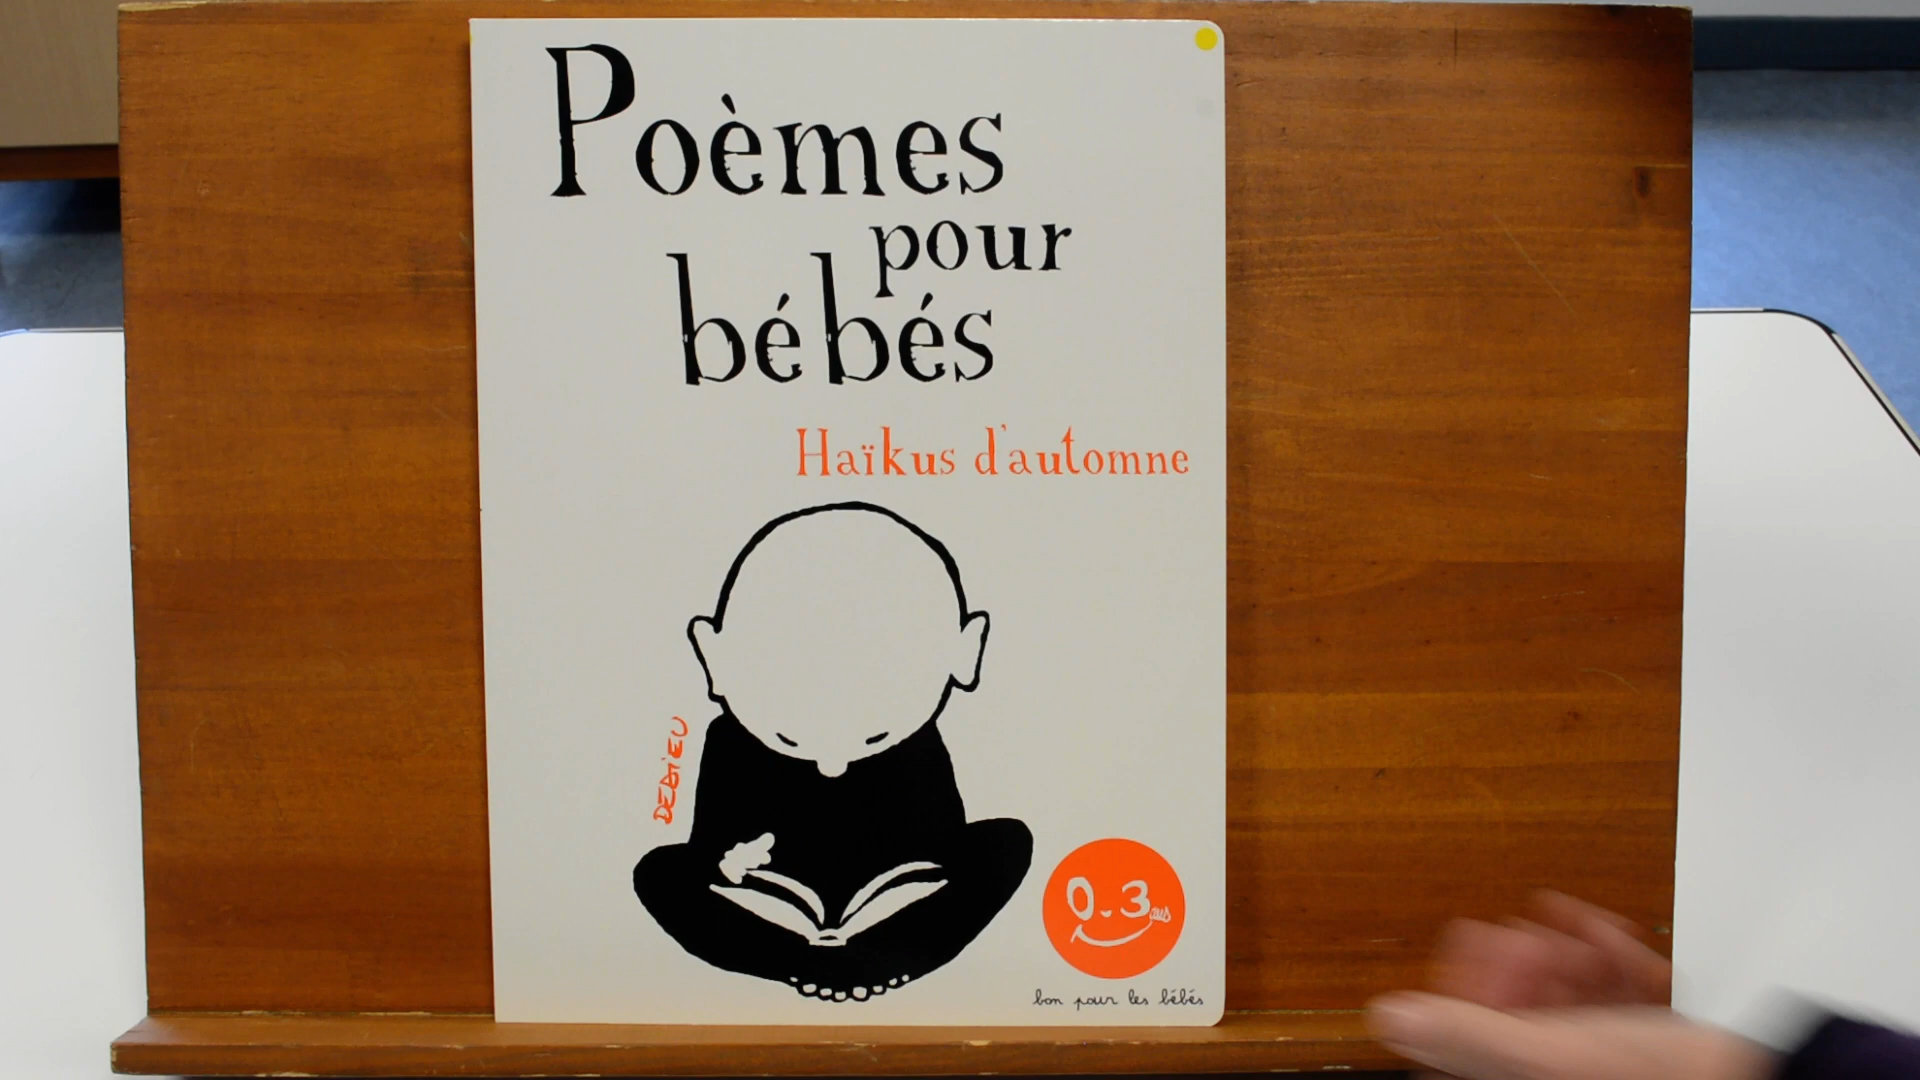 Poèmes
pour
bébés
Haïkus d'automne
DEDIEU
0-3 ans
bon pour les bébés